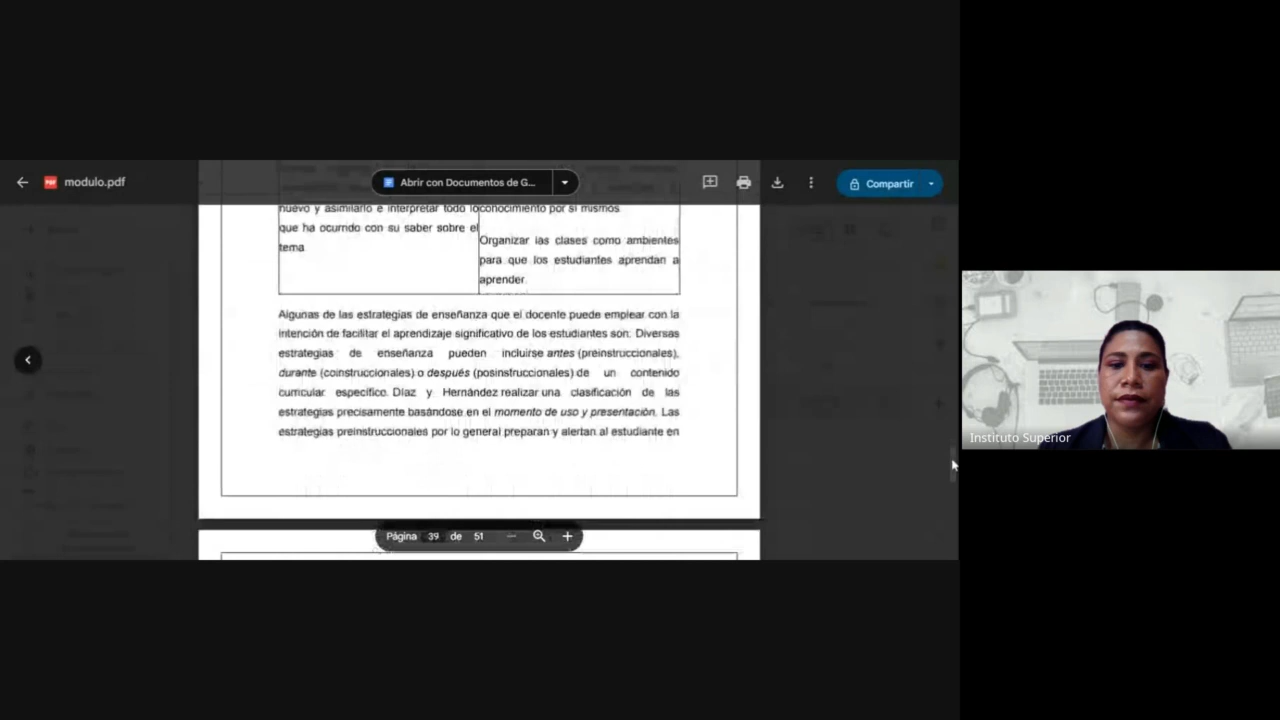 modulo.pdf
Abrir con Documentos de G...
Compartir
nuevo y asimilarlo e interpretar todo lo
que ha ocurrido con su saber sobre el
tema
conocimiento por sí mismos.
Organizar las clases como ambientes
para que los estudiantes aprendan a
aprender.
Algunas de las estrategias de enseñanza que el docente puede emplear con la
intención de facilitar el aprendizaje significativo de los estudiantes son: Diversas
estrategias de enseñanza pueden incluirse antes (preinstruccionales),
durante (coinstruccionales) o después (posinstruccionales) de un contenido
curricular específico. Díaz y Hernández realizar una clasificación de las
estrategias precisamente basándose en el momento de uso y presentación. Las
estrategias preinstruccionales por lo general preparan y alertan al estudiante en
Página 39 de 51
Instituto Superior